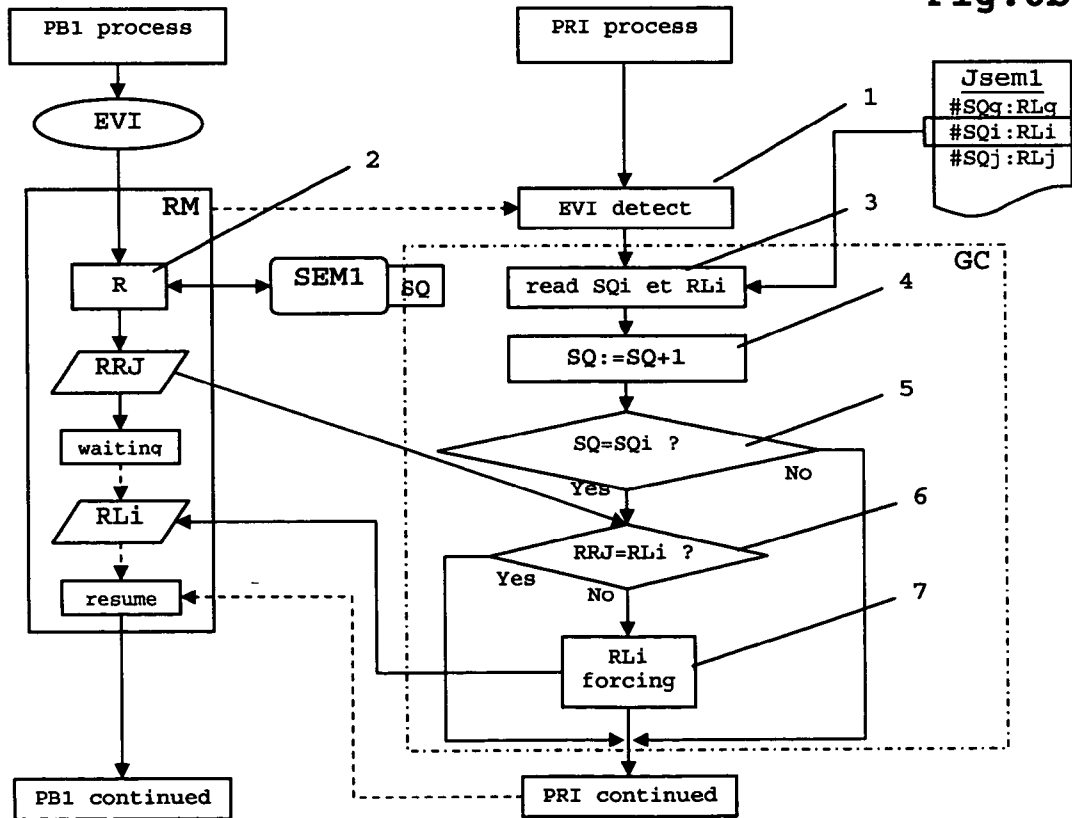 Fig.6b
PB1 process
PRI process
Jsem1
#SQg:RLg
#SQi:RLi
#SQj:RLj
EVI
1
2
RM
EVI detect
3
GC
R
SEM1
SQ
read SQi et RLi
4
RRJ
SQ:=SQ+1
5
waiting
SQ=SQi ?
No
Yes
RLi
6
RRJ=RLi ?
Yes
No
resume
7
RLi
forcing
PB1 continued
PRI continued